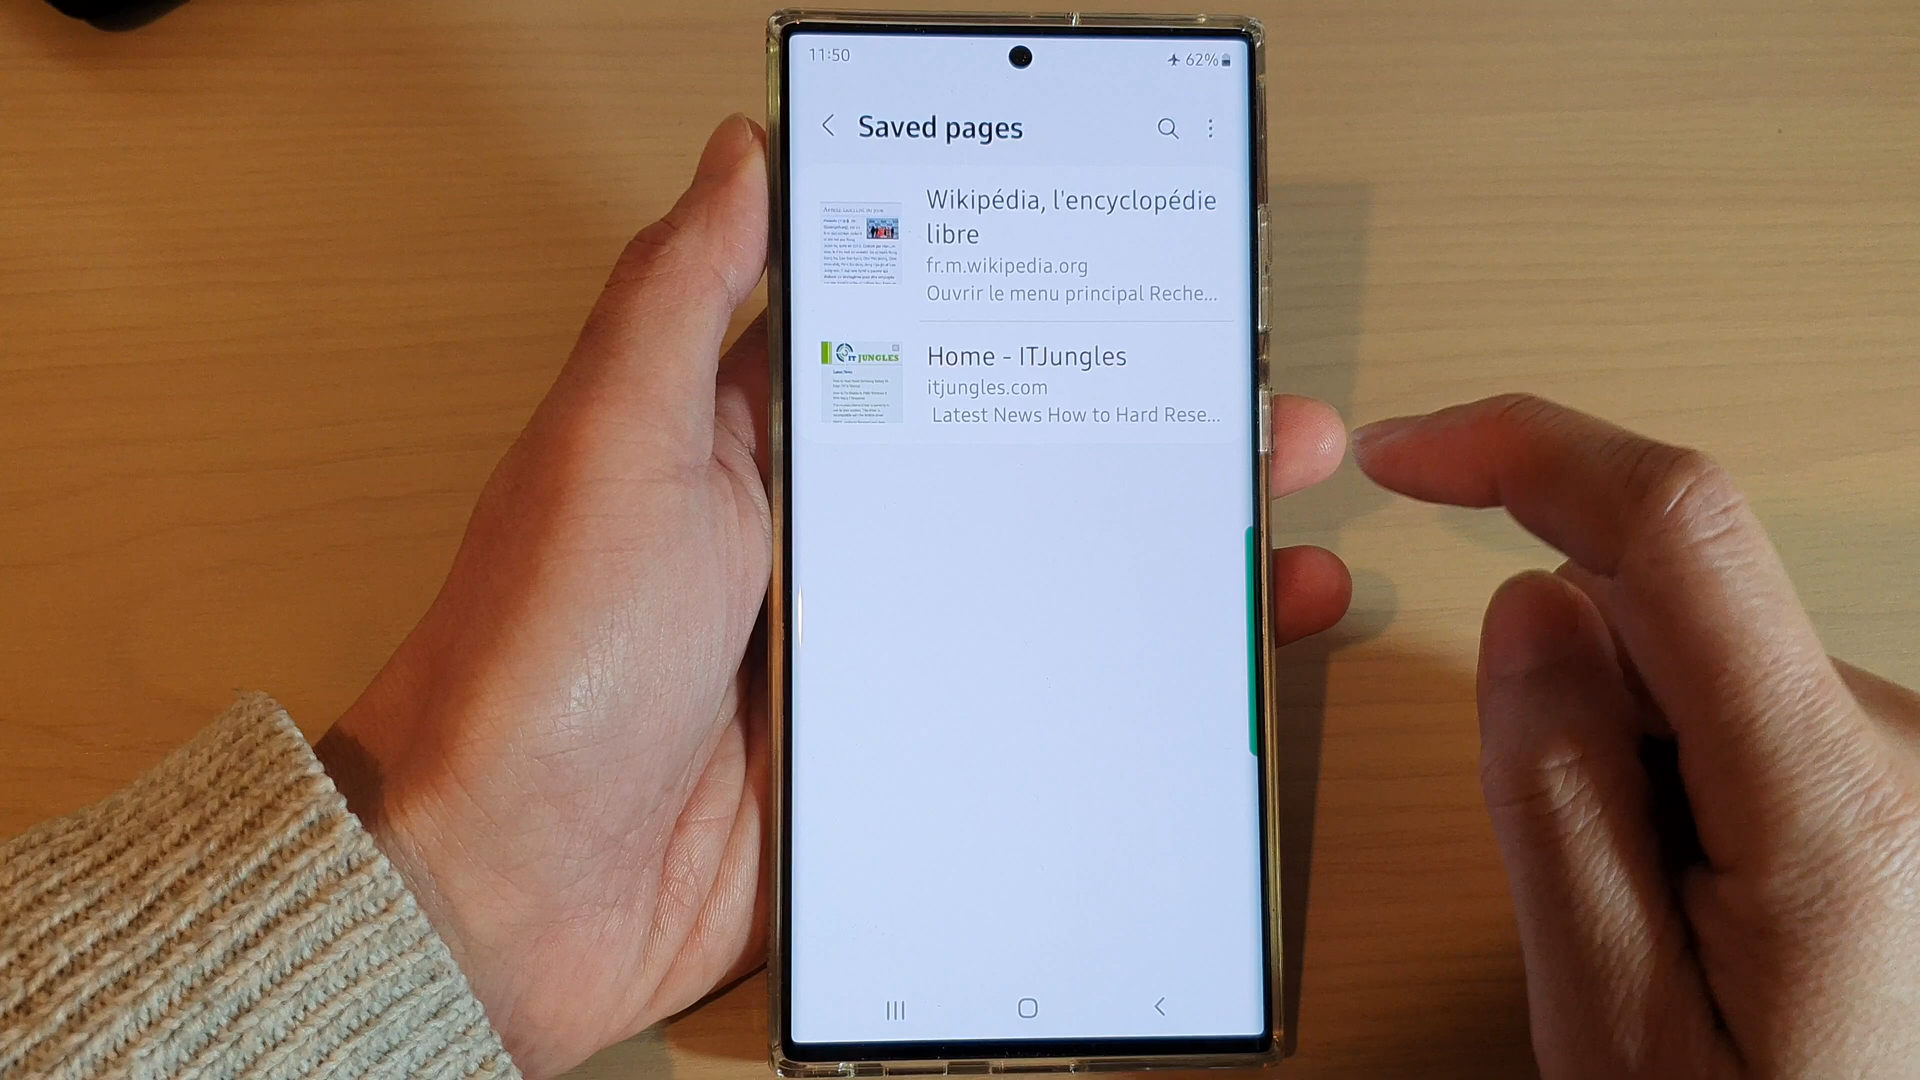 11:50
62%
Saved pages
Wikipédia, l'encyclopédie
libre
fr.m.wikipedia.org
Ouvrir le menu principal Reche...
IT JUNGLES
Home - ITJungles
itjungles.com
Latest News How to Hard Rese...